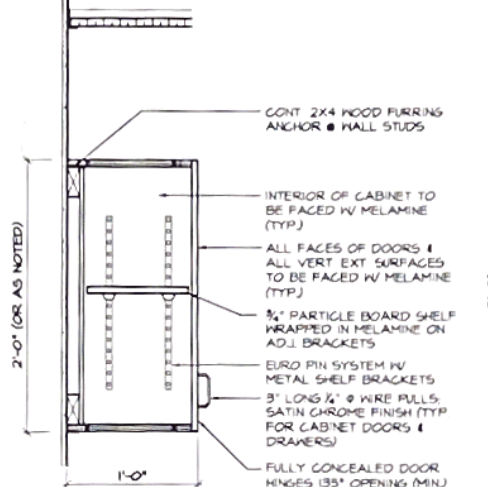 CONT 2X4 WOOD FURRING
ANCHOR @ WALL STUDS
INTERIOR OF CABINET TO
BE FACED W/ MELAMINE
(TYP.)
ALL FACES OF DOORS &
ALL VERT EXT SURFACES
TO BE FACED W/ MELAMINE
(TYP.)
3/4" PARTICLE BOARD SHELF
WRAPPED IN MELAMINE ON
ADJ. BRACKETS
EURO PIN SYSTEM W/
METAL SHELF BRACKETS
3" LONG 1/4" Φ WIRE PULLS,
SATIN CHROME FINISH (TYP
FOR CABINET DOORS &
DRAWERS)
FULLY CONCEALED DOOR
HINGES 135° OPENING (MIN.)
2'-0" (OR AS NOTED)
1'-0"